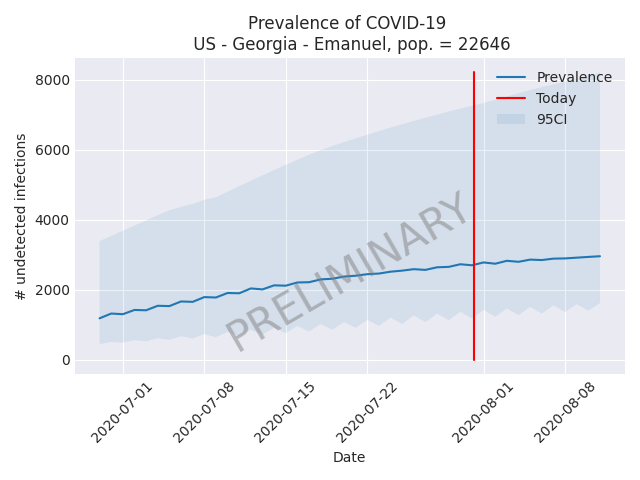 Prevalence of COVID-19
US - Georgia - Emanuel, pop. = 22646
# undetected infections
8000
6000
4000
2000
0
Prevalence
Today
95CI
PRELIMINARY
2020-07-01
2020-07-08
2020-07-15
2020-07-22
2020-08-01
2020-08-08
Date